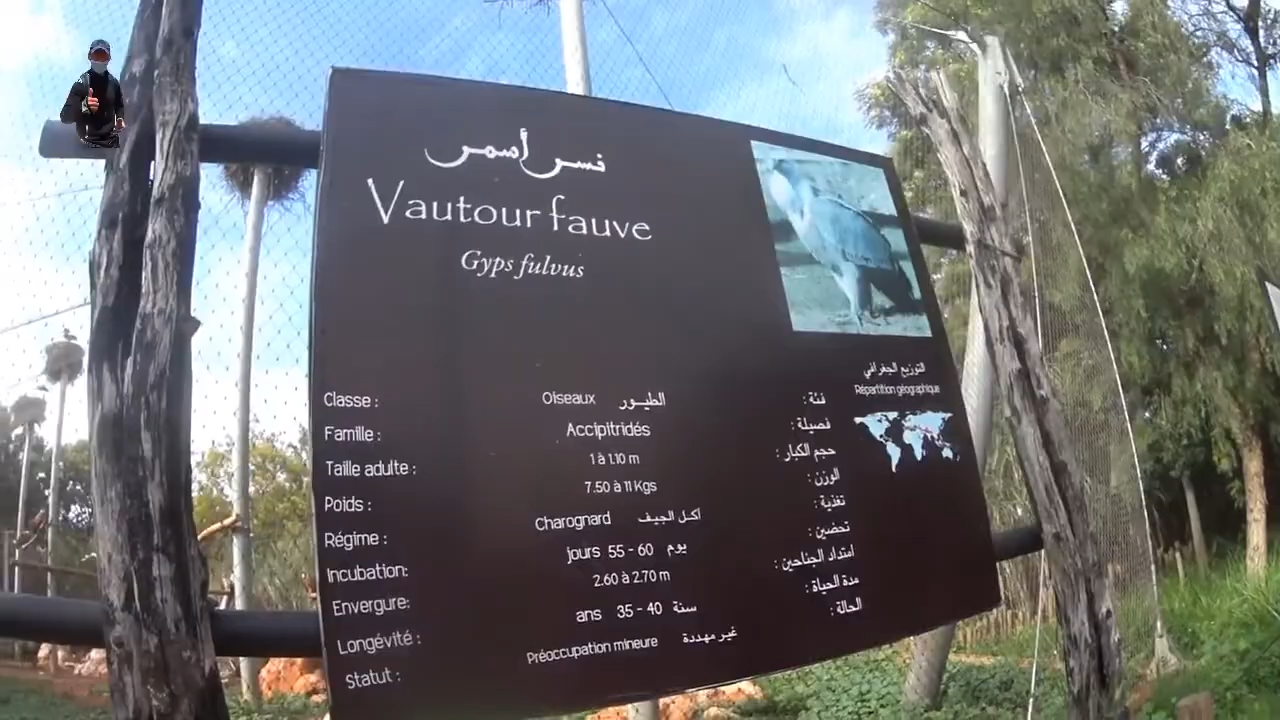 نسر أسمر
Vautour fauve
Gyps fulvus
التوزيع الجغرافي
Répartition géographique
Classe : Oiseaux الطيـور فئة :
Famille : Accipitridés فصيلة :
Taille adulte : 1 à 1.10 m حجم الكبار :
Poids : 7.50 à 11 Kgs الوزن :
Régime : Charognard أكـل الجيـف تغذية :
Incubation: jours 55 - 60 يوم تحضين :
Envergure: 2.60 à 2.70 m امتداد الجناحين :
Longévité : ans 35 - 40 سنة مدة الحياة :
Statut : Préoccupation mineure غير مهددة الحالة :